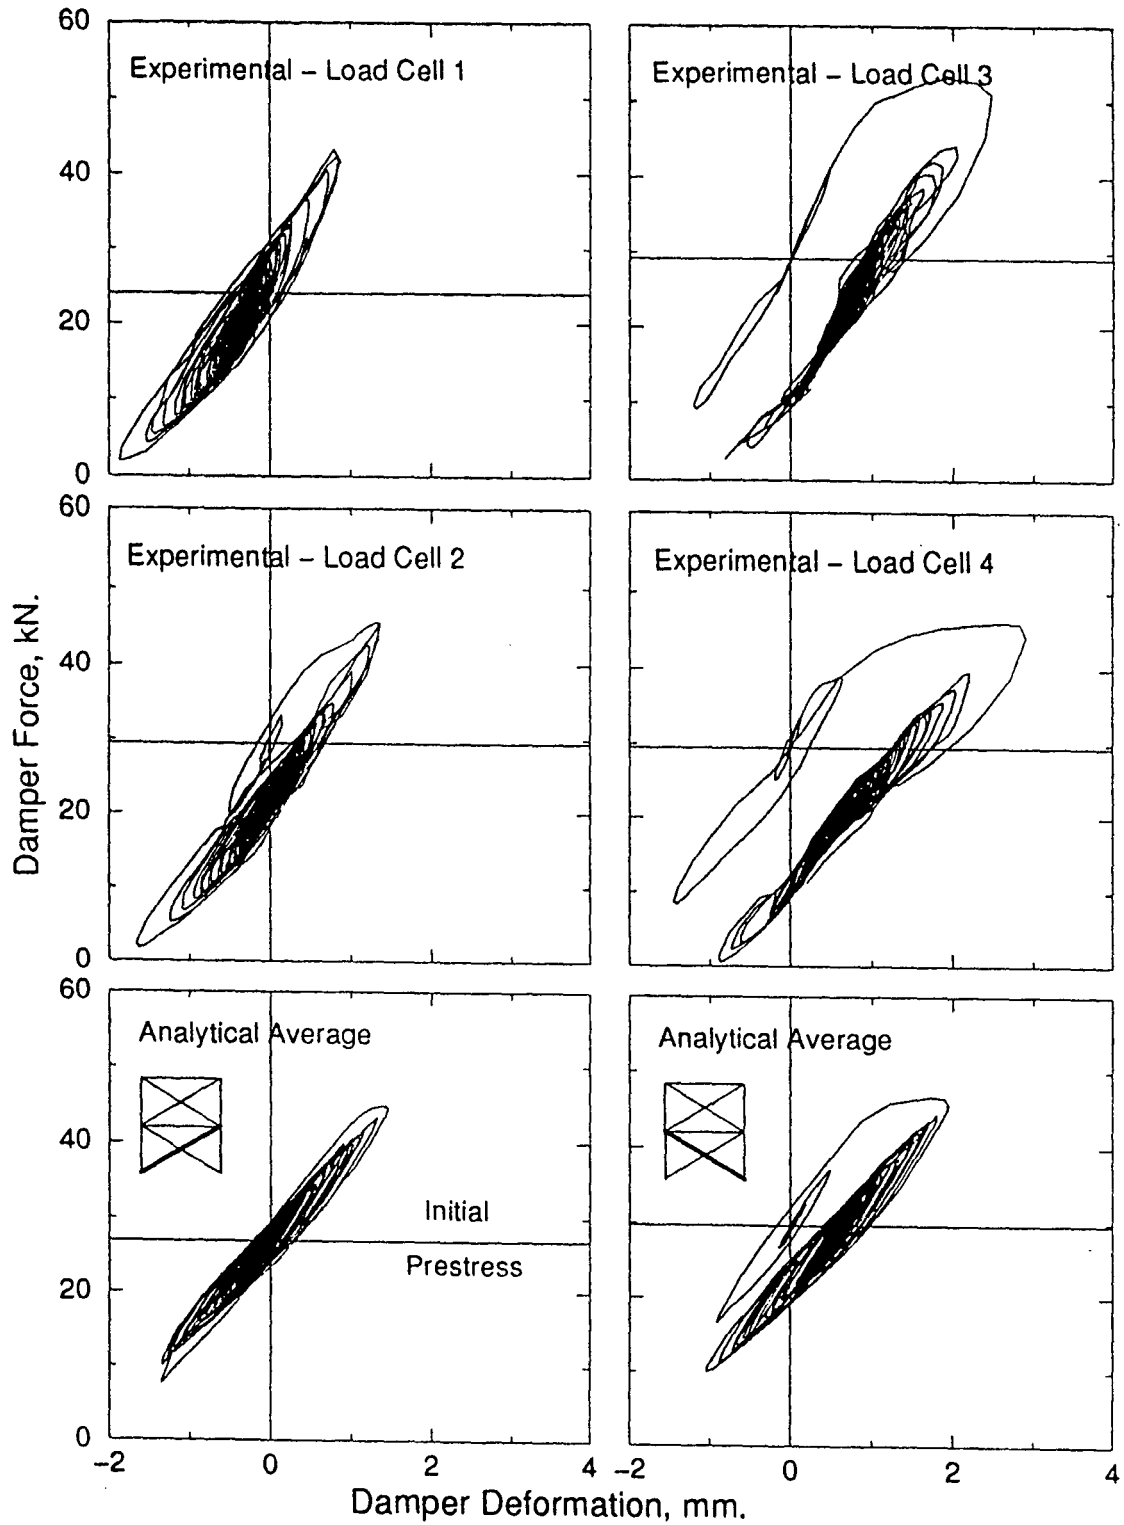 60
Experimental – Load Cell 1
Experimental – Load Cell 3
40
20
0
60
Experimental – Load Cell 2
Experimental – Load Cell 4
40
20
0
Damper Force, kN.
60
Analytical Average
Analytical Average
40
Initial
Prestress
20
0
−2 0 2 4 −2 0 2 4
Damper Deformation, mm.